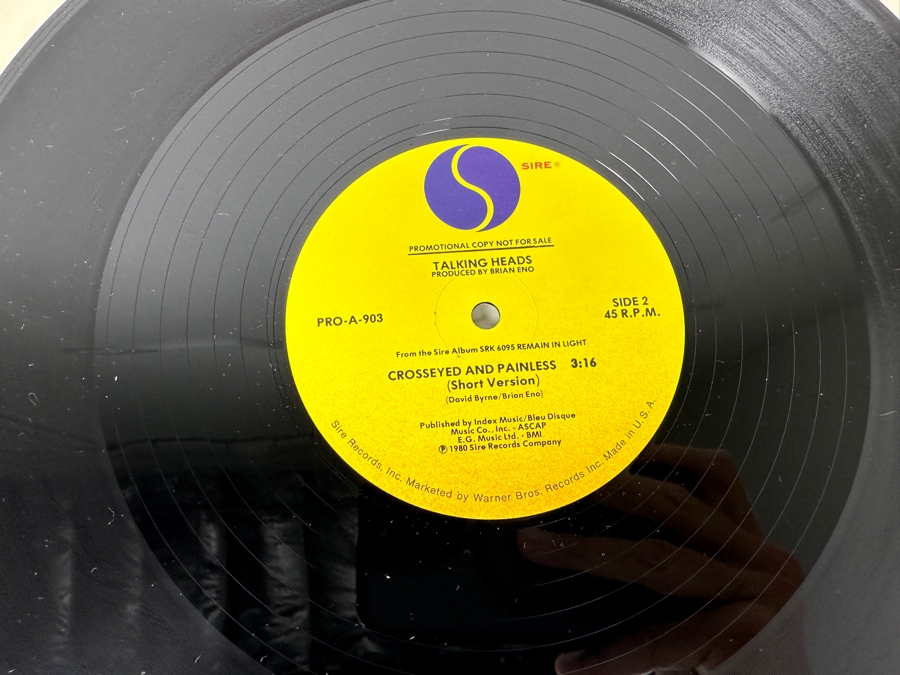 SIRE ®
PROMOTIONAL COPY NOT FOR SALE
TALKING HEADS
PRODUCED BY BRIAN ENO
PRO-A-903
SIDE 2
45 R.P.M.
From the Sire Album SRK 6095 REMAIN IN LIGHT
CROSSEYED AND PAINLESS 3:16
(Short Version)
(David Byrne/Brian Eno)
Published by Index Music/Bleu Disque
Music Co., Inc. - ASCAP
E.G. Music Ltd. - BMI
℗ 1980 Sire Records Company
Sire Records, Inc. Marketed by Warner Bros. Records Inc. Made in U.S.A.